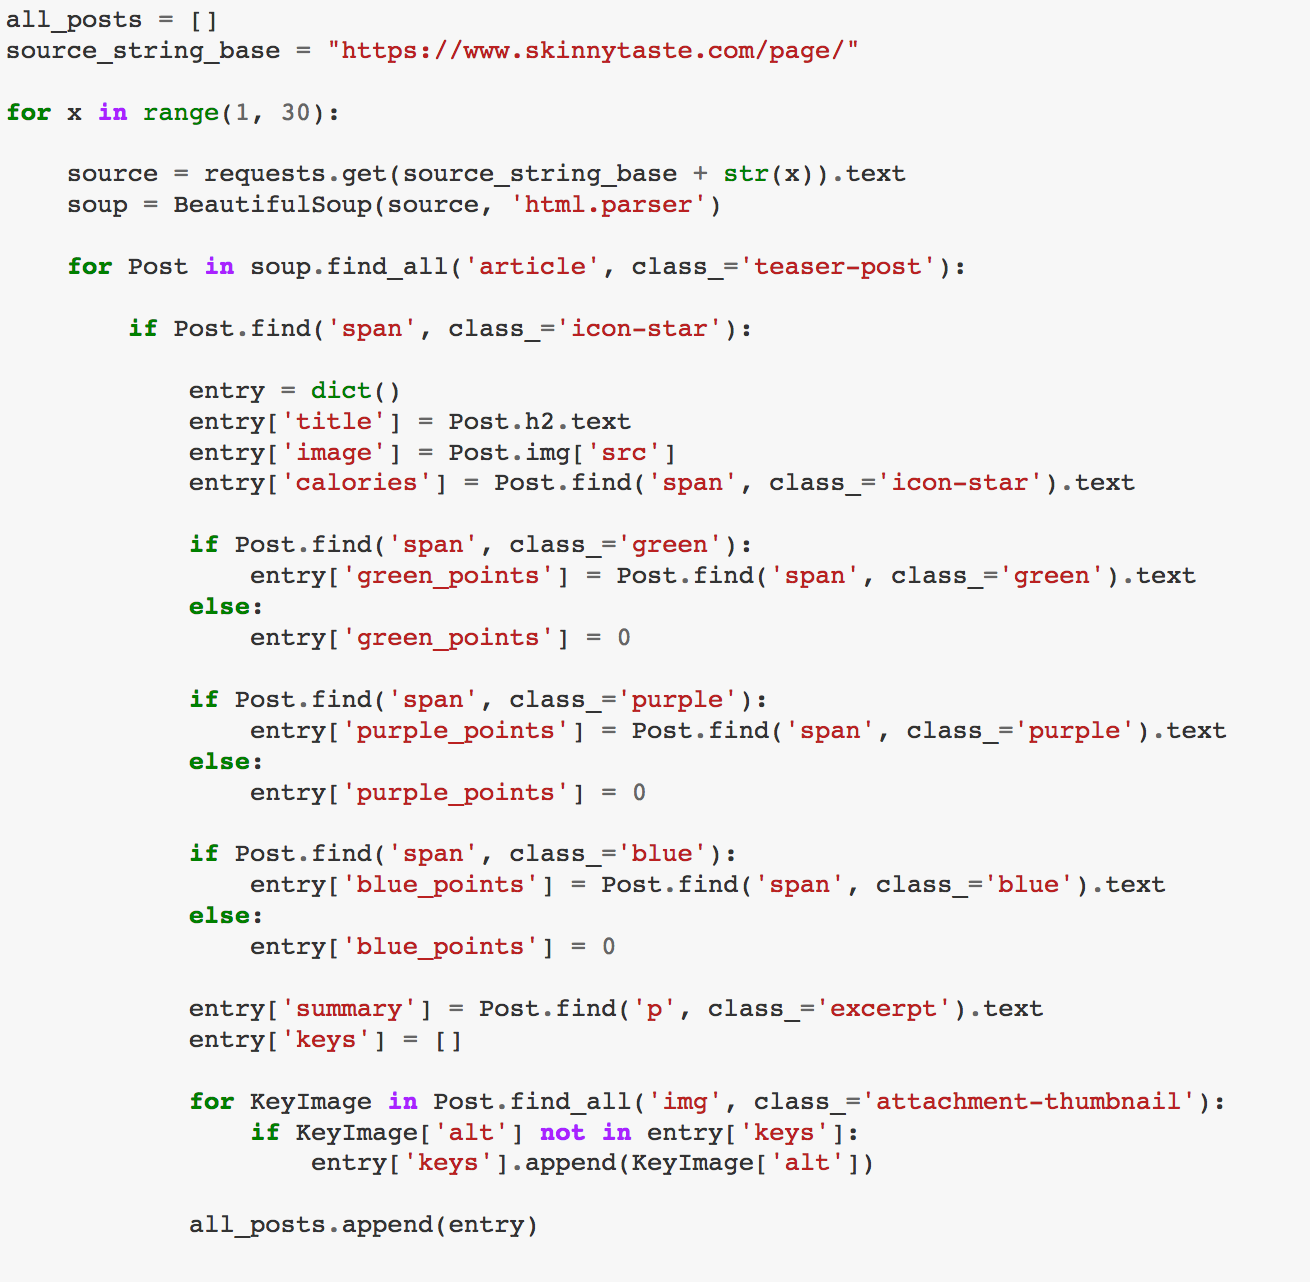 all_posts = []
source_string_base = "https://www.skinnytaste.com/page/"
for x in range(1, 30):
    source = requests.get(source_string_base + str(x)).text
    soup = BeautifulSoup(source, 'html.parser')
    for Post in soup.find_all('article', class_='teaser-post'):
        if Post.find('span', class_='icon-star'):
            entry = dict()
            entry['title'] = Post.h2.text
            entry['image'] = Post.img['src']
            entry['calories'] = Post.find('span', class_='icon-star').text
            if Post.find('span', class_='green'):
                entry['green_points'] = Post.find('span', class_='green').text
            else:
                entry['green_points'] = 0
            if Post.find('span', class_='purple'):
                entry['purple_points'] = Post.find('span', class_='purple').text
            else:
                entry['purple_points'] = 0
            if Post.find('span', class_='blue'):
                entry['blue_points'] = Post.find('span', class_='blue').text
            else:
                entry['blue_points'] = 0
            entry['summary'] = Post.find('p', class_='excerpt').text
            entry['keys'] = []
            for KeyImage in Post.find_all('img', class_='attachment-thumbnail'):
                if KeyImage['alt'] not in entry['keys']:
                    entry['keys'].append(KeyImage['alt'])
            all_posts.append(entry)